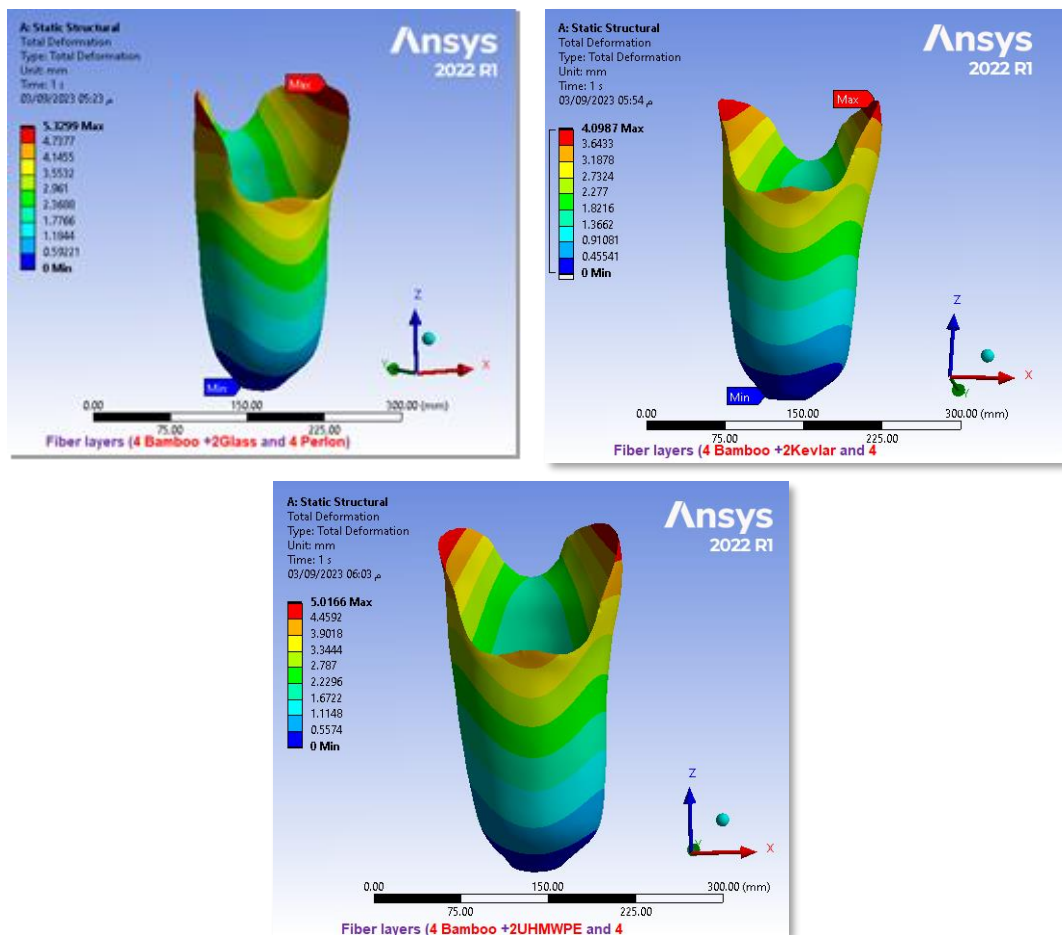 A: Static Structural
Total Deformation
Type: Total Deformation
Unit: mm
Time: 1 s
03/09/2023 05:23 م
5.3299 Max
4.7377
4.1455
3.5532
2.961
2.3688
1.7766
1.1844
0.59221
0 Min
Ansys
2022 R1
Max
Min
Z
Y
X
0.00
150.00
300.00 (mm)
75.00
225.00
Fiber layers (4 Bamboo +2Glass and 4 Perlon)
A: Static Structural
Total Deformation
Type: Total Deformation
Unit: mm
Time: 1 s
03/09/2023 05:54 م
4.0987 Max
3.6433
3.1878
2.7324
2.277
1.8216
1.3662
0.91081
0.45541
0 Min
Ansys
2022 R1
Max
Min
Z
X
Y
0.00
150.00
300.00 (mm)
75.00
225.00
Fiber layers (4 Bamboo +2Kevlar and 4
A: Static Structural
Total Deformation
Type: Total Deformation
Unit: mm
Time: 1 s
03/09/2023 06:03 م
5.0166 Max
4.4592
3.9018
3.3444
2.787
2.2296
1.6722
1.1148
0.5574
0 Min
Ansys
2022 R1
Z
Y
X
0.00
150.00
300.00 (mm)
75.00
225.00
Fiber layers (4 Bamboo +2UHMWPE and 4